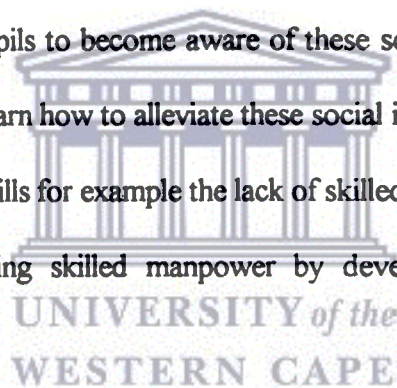 pils to become aware of these so
arn how to alleviate these social i
ills for example the lack of skilled
ing skilled manpower by deve
UNIVERSITY of the
WESTERN CAPE